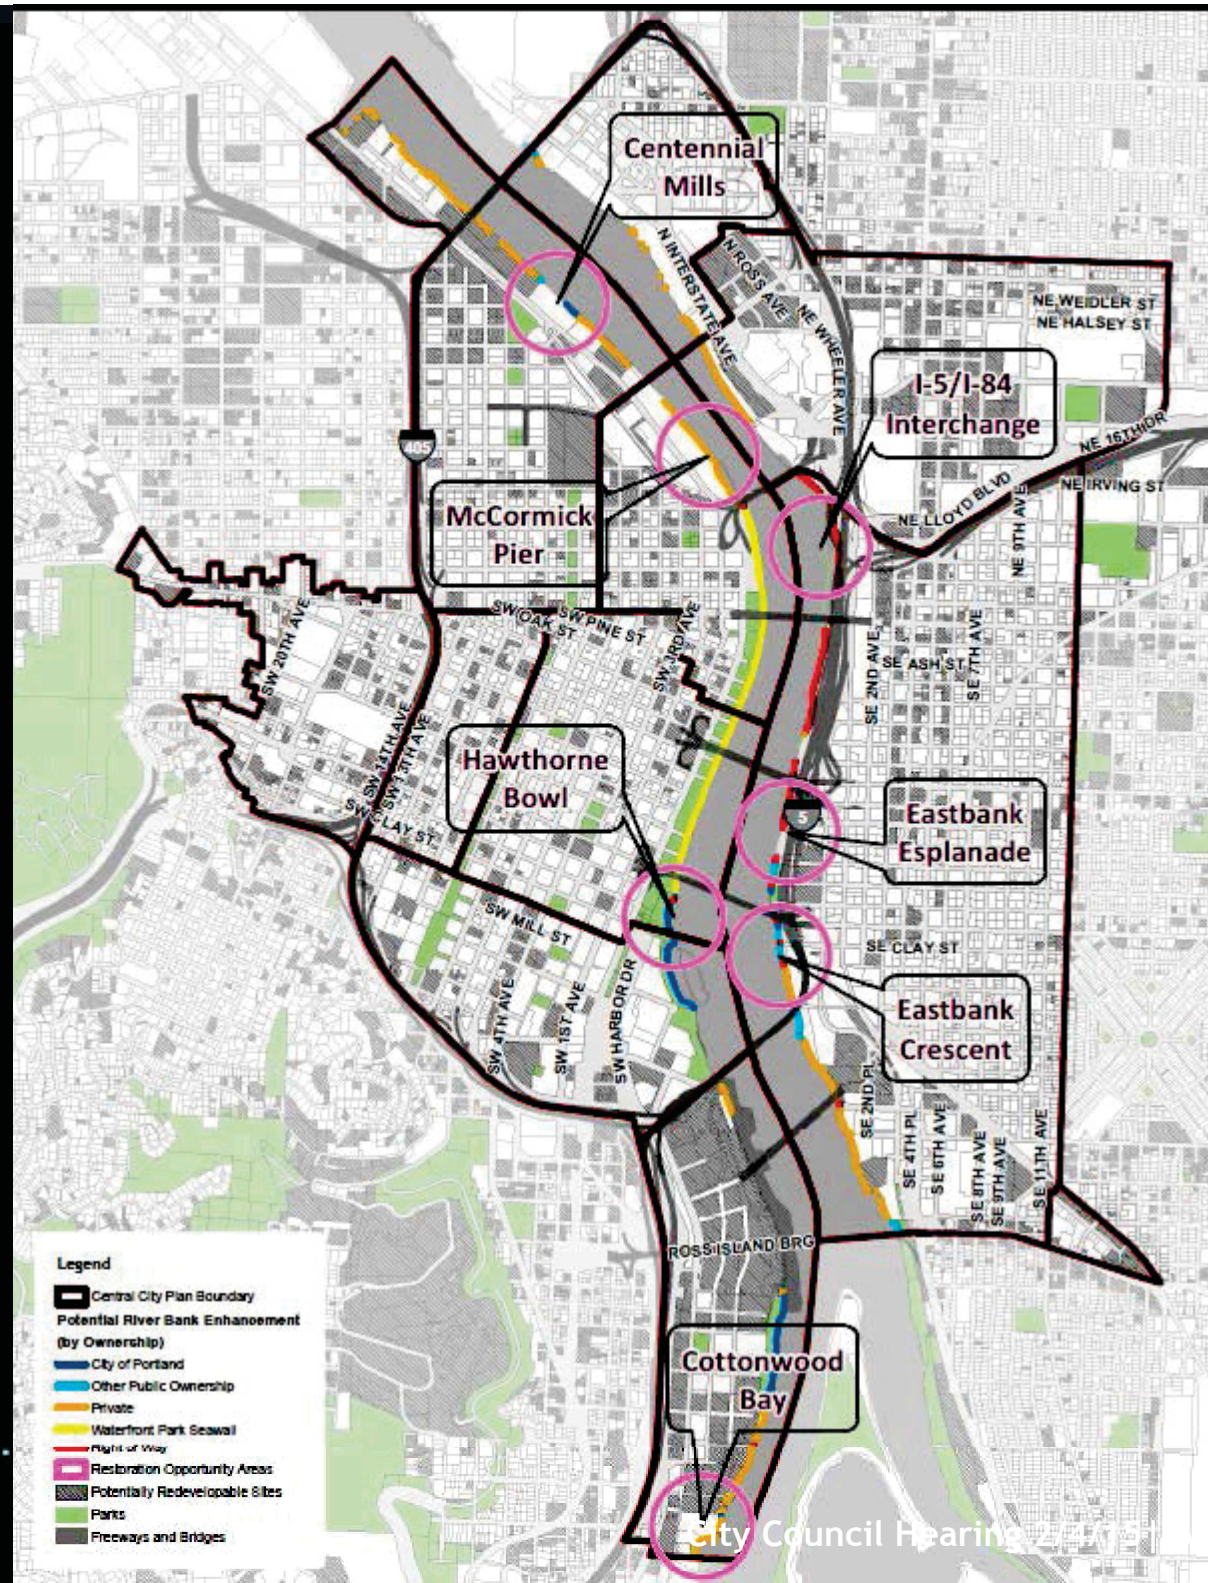 Centennial
Mills
N INTERSTATE AVE
N ROSS AVE
NE WHEELER AVE
NE WEIDLER ST
NE HALSEY ST
I-5/I-84
Interchange
NE 16TH DR
405
NE LLOYD BLVD
NE IRVING ST
NE 9TH AVE
McCormick
Pier
SW OAK ST
SW PINE ST
SW 3RD AVE
SW 20TH AVE
SE 2ND AVE
SE ASH ST
SE 7TH AVE
SW 14TH AVE
SW 13TH AVE
SW CLAY ST
Hawthorne
Bowl
5
Eastbank
Esplanade
SW MILL ST
SE CLAY ST
SW 4TH AVE
SW 1ST AVE
SW HARBOR DR
Eastbank
Crescent
SE 2ND PL
SE 4TH PL
SE 6TH AVE
SE 8TH AVE
SE 9TH AVE
SE 11TH AVE
ROSS ISLAND BRG
Cottonwood
Bay
Legend
Central City Plan Boundary
Potential River Bank Enhancement
(by Ownership)
City of Portland
Other Public Ownership
Private
Waterfront Park Seawall
Right of Way
Restoration Opportunity Areas
Potentially Redevelopable Sites
Parks
Freeways and Bridges
City Council Hearing